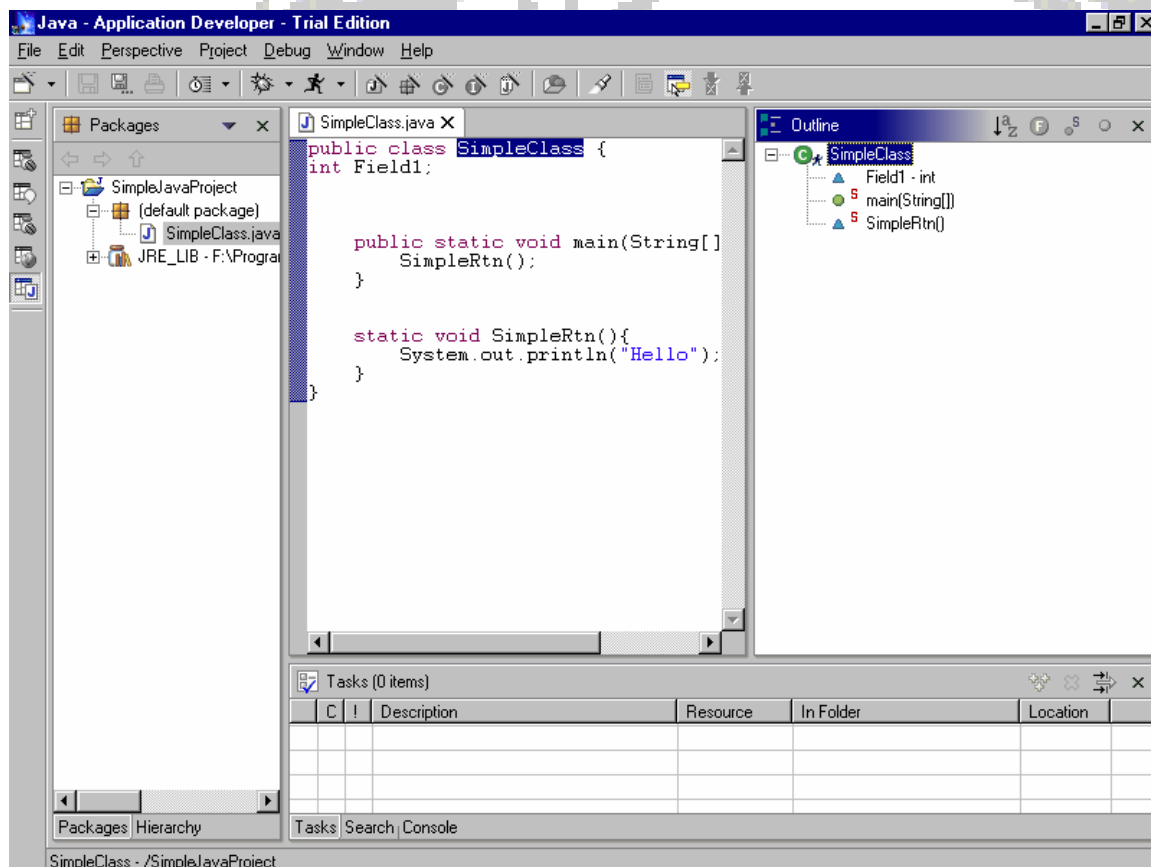 Java - Application Developer - Trial Edition
File Edit Perspective Project Debug Window Help
Packages
SimpleJavaProject
(default package)
SimpleClass.java
JRE_LIB - F:\Progra
Packages Hierarchy
SimpleClass.java
public class SimpleClass {
int Field1;
public static void main(String[]
SimpleRtn();
}
static void SimpleRtn(){
System.out.println("Hello");
}
}
Outline
SimpleClass
Field1 - int
S main(String[])
S SimpleRtn()
Tasks (0 items)
C ! Description Resource In Folder Location
Tasks Search Console
SimpleClass - /SimpleJavaProject